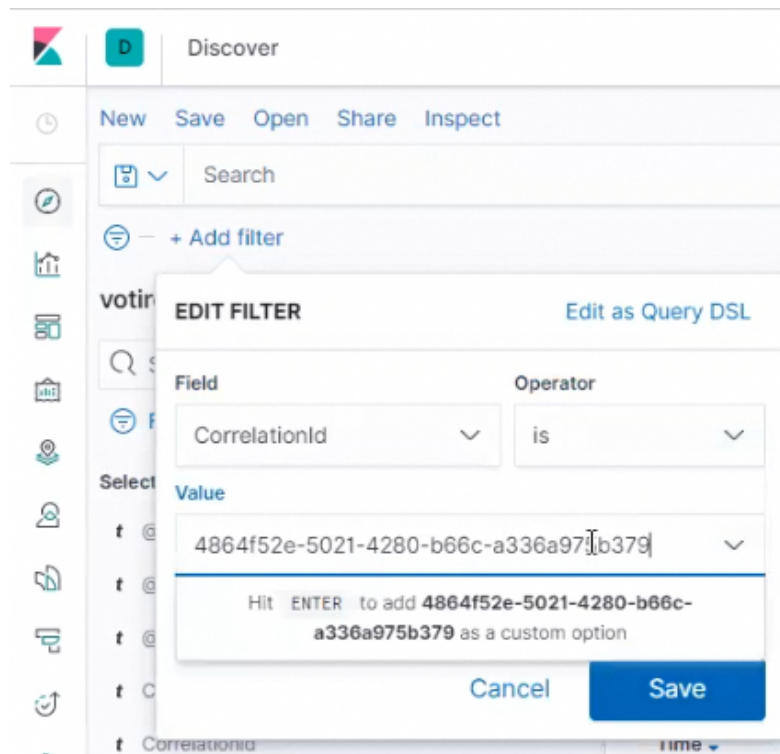 D Discover
New Save Open Share Inspect
Search
+ Add filter
votir
EDIT FILTER Edit as Query DSL
Field Operator
CorrelationId is
Select
Value
t @
4864f52e-5021-4280-b66c-a336a975b379
t @
Hit ENTER to add 4864f52e-5021-4280-b66c-
t @
a336a975b379 as a custom option
t C
Cancel Save
t CorrelationId Time